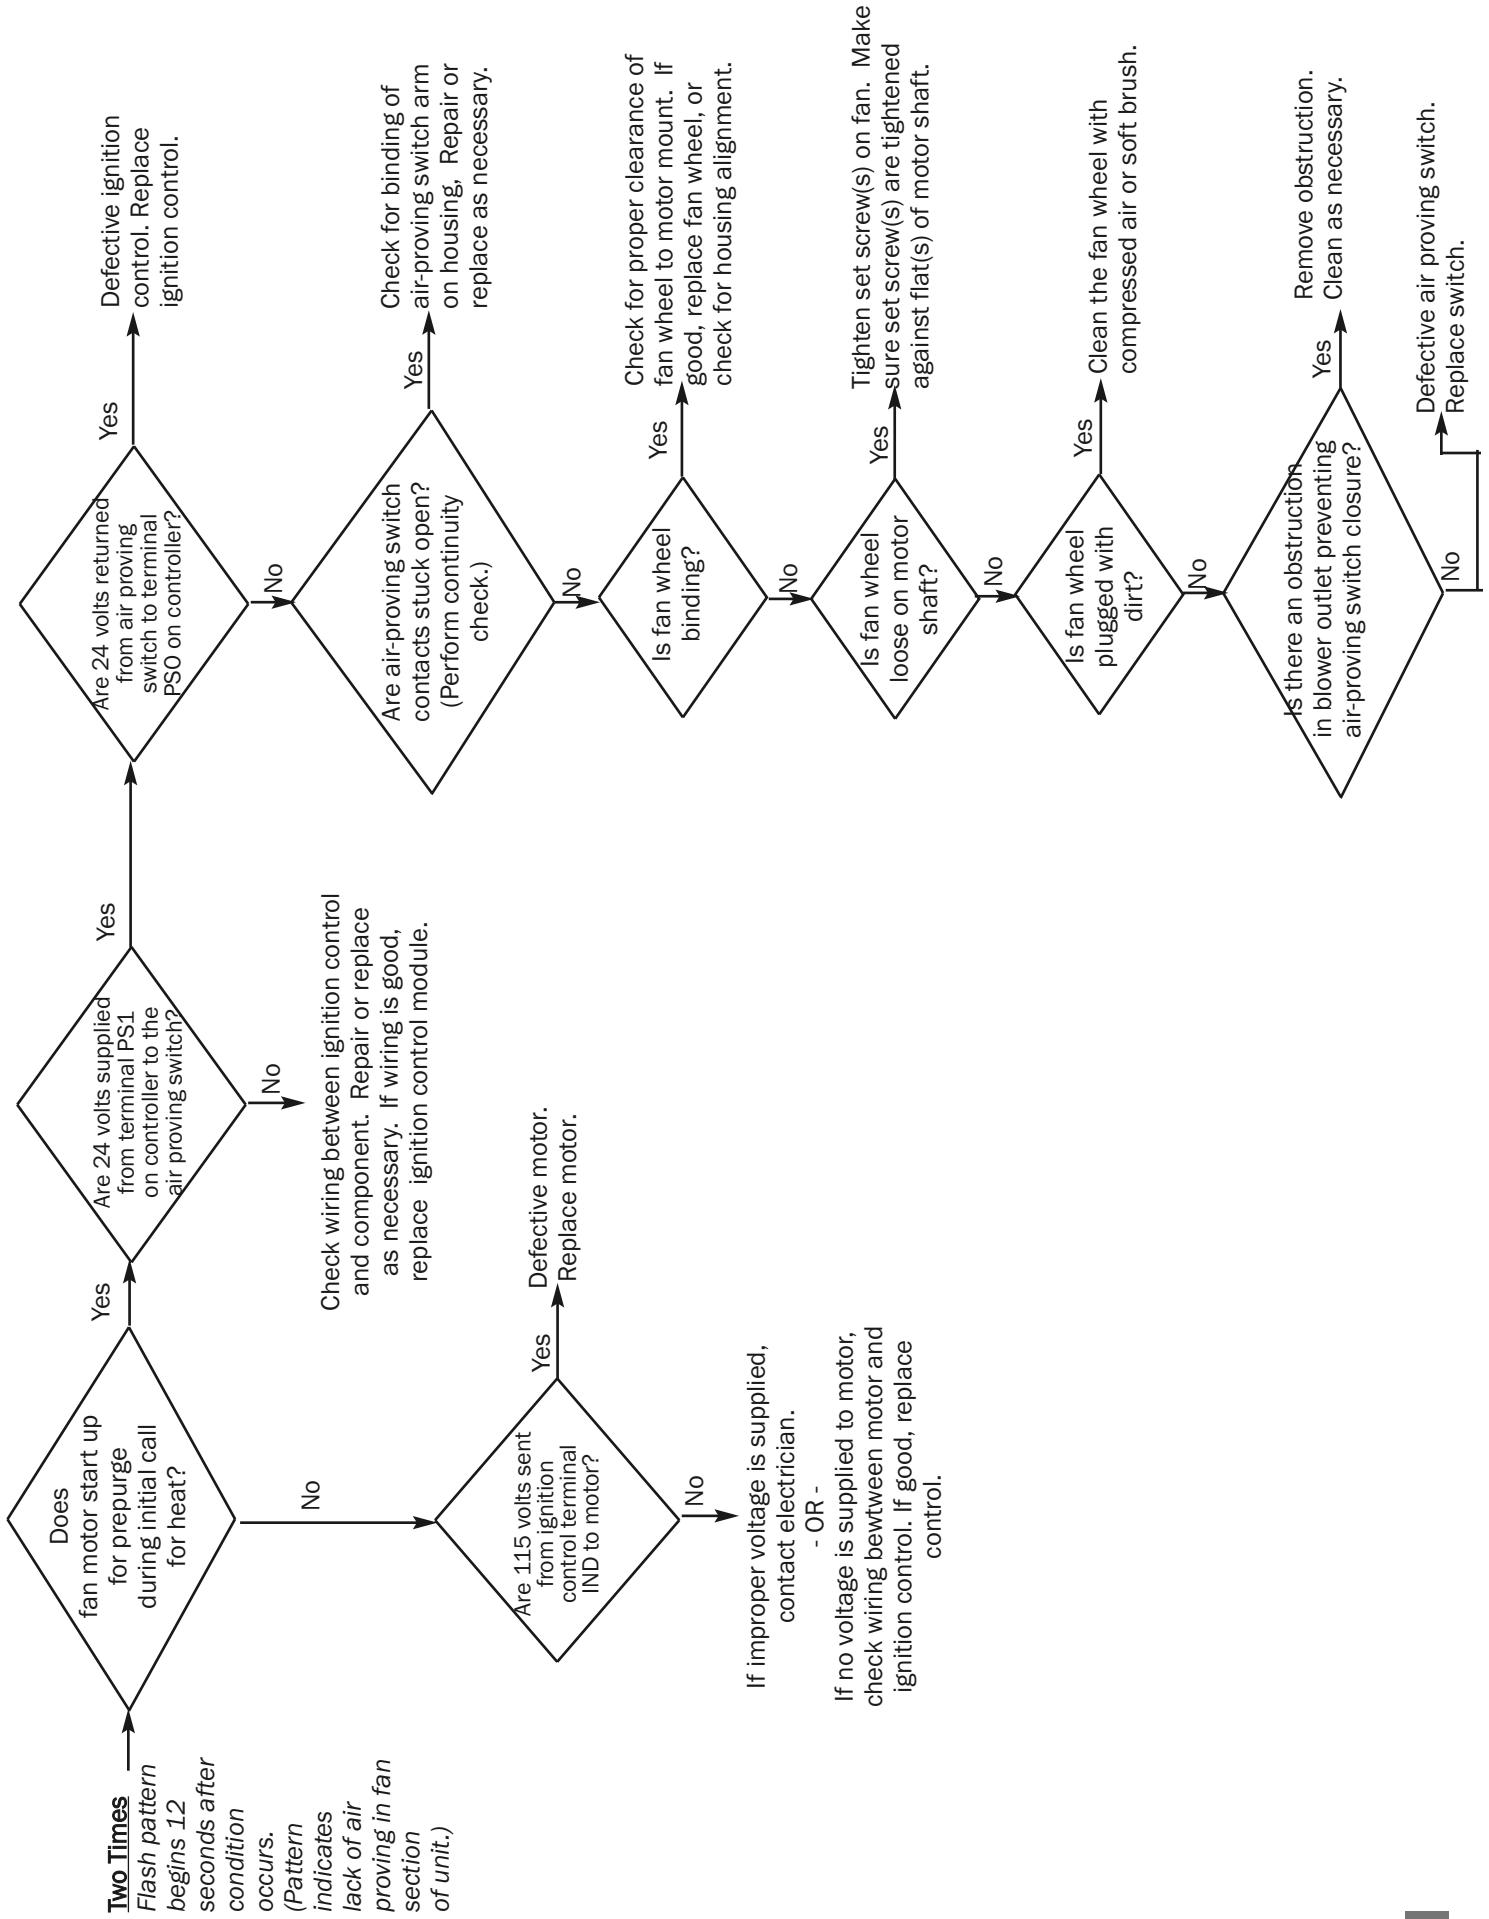 Two Times
Flash pattern
begins 12
seconds after
condition
occurs.
(Pattern
indicates
lack of air
proving in fan
section
of unit.)
Does
fan motor start up
for prepurge
during initial call
for heat?
Yes
No
Are 24 volts supplied
from terminal PS1
on controller to the
air proving switch?
Yes
No
Check wiring between ignition control
and component. Repair or replace
as necessary. If wiring is good,
replace ignition control module.
Are 115 volts sent
from ignition
control terminal
IND to motor?
Yes
Defective motor.
Replace motor.
No
If improper voltage is supplied,
contact electrician.
- OR -
If no voltage is supplied to motor,
check wiring bewtween motor and
ignition control. If good, replace
control.
Are 24 volts returned
from air proving
switch to terminal
PSO on controller?
Yes
Defective ignition
control. Replace
ignition control.
No
Are air-proving switch
contacts stuck open?
(Perform continuity
check.)
Yes
Check for binding of
air-proving switch arm
on housing, Repair or
replace as necessary.
No
Is fan wheel
binding?
Yes
Check for proper clearance of
fan wheel to motor mount. If
good, replace fan wheel, or
check for housing alignment.
No
Is fan wheel
loose on motor
shaft?
Yes
Tighten set screw(s) on fan. Make
sure set screw(s) are tightened
against flat(s) of motor shaft.
No
Is fan wheel
plugged with
dirt?
Yes
Clean the fan wheel with
compressed air or soft brush.
No
Is there an obstruction
in blower outlet preventing
air-proving switch closure?
Yes
Remove obstruction.
Clean as necessary.
No
Defective air proving switch.
Replace switch.